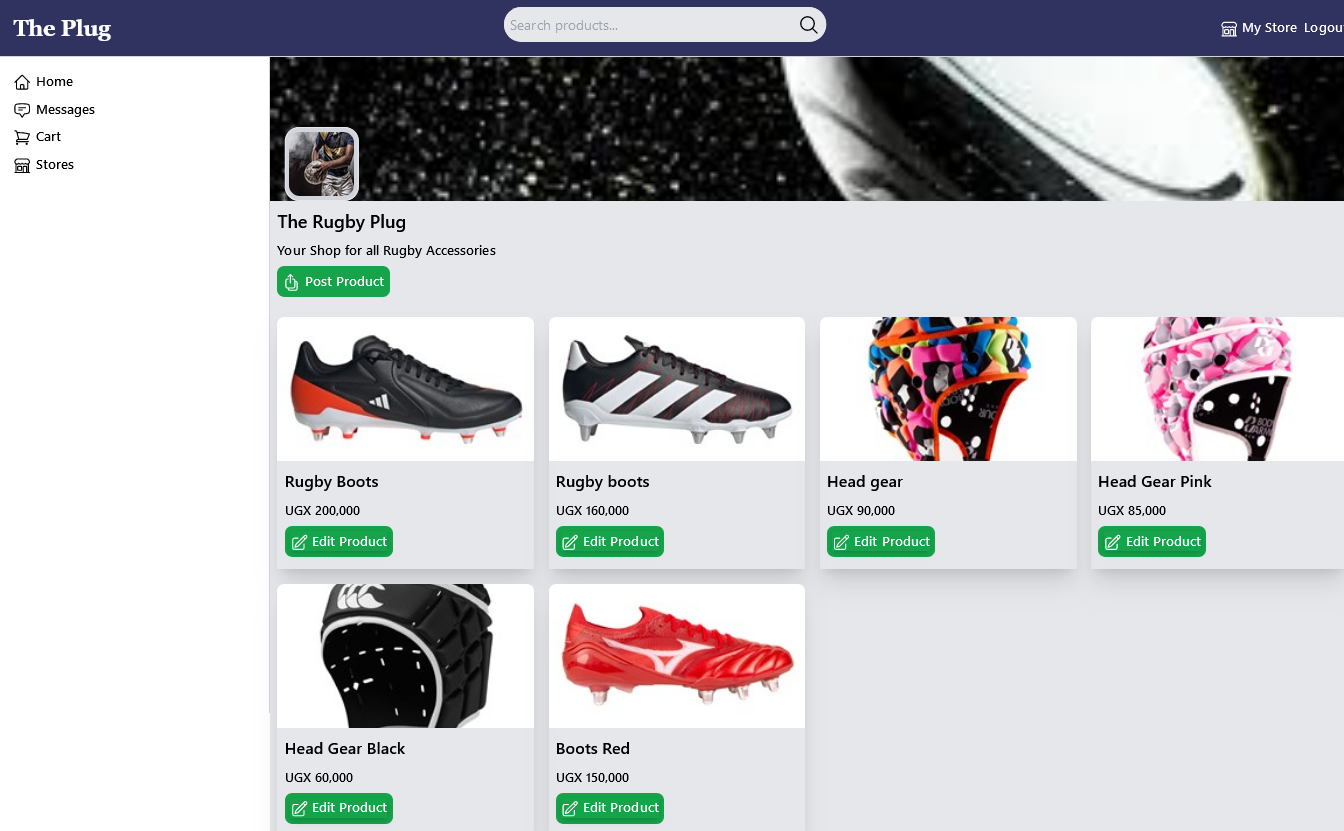 The Plug
Search products...
My Store Logou
Home
Messages
Cart
Stores
The Rugby Plug
Your Shop for all Rugby Accessories
Post Product
Rugby Boots
UGX 200,000
Edit Product
Rugby boots
UGX 160,000
Edit Product
Head gear
UGX 90,000
Edit Product
Head Gear Pink
UGX 85,000
Edit Product
Head Gear Black
UGX 60,000
Edit Product
Boots Red
UGX 150,000
Edit Product